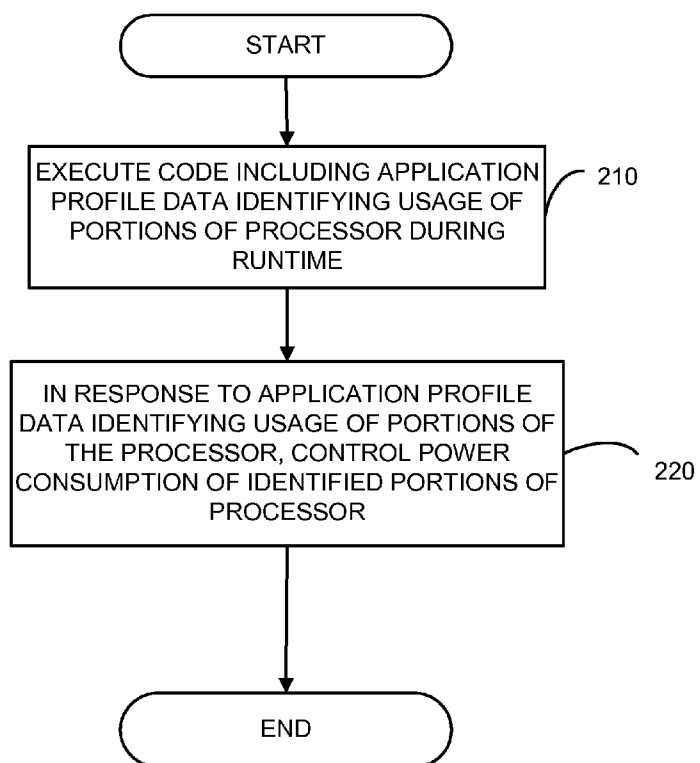 START
EXECUTE CODE INCLUDING APPLICATION
PROFILE DATA IDENTIFYING USAGE OF
PORTIONS OF PROCESSOR DURING
RUNTIME
210
IN RESPONSE TO APPLICATION PROFILE
DATA IDENTIFYING USAGE OF PORTIONS OF
THE PROCESSOR, CONTROL POWER
CONSUMPTION OF IDENTIFIED PORTIONS OF
PROCESSOR
220
END